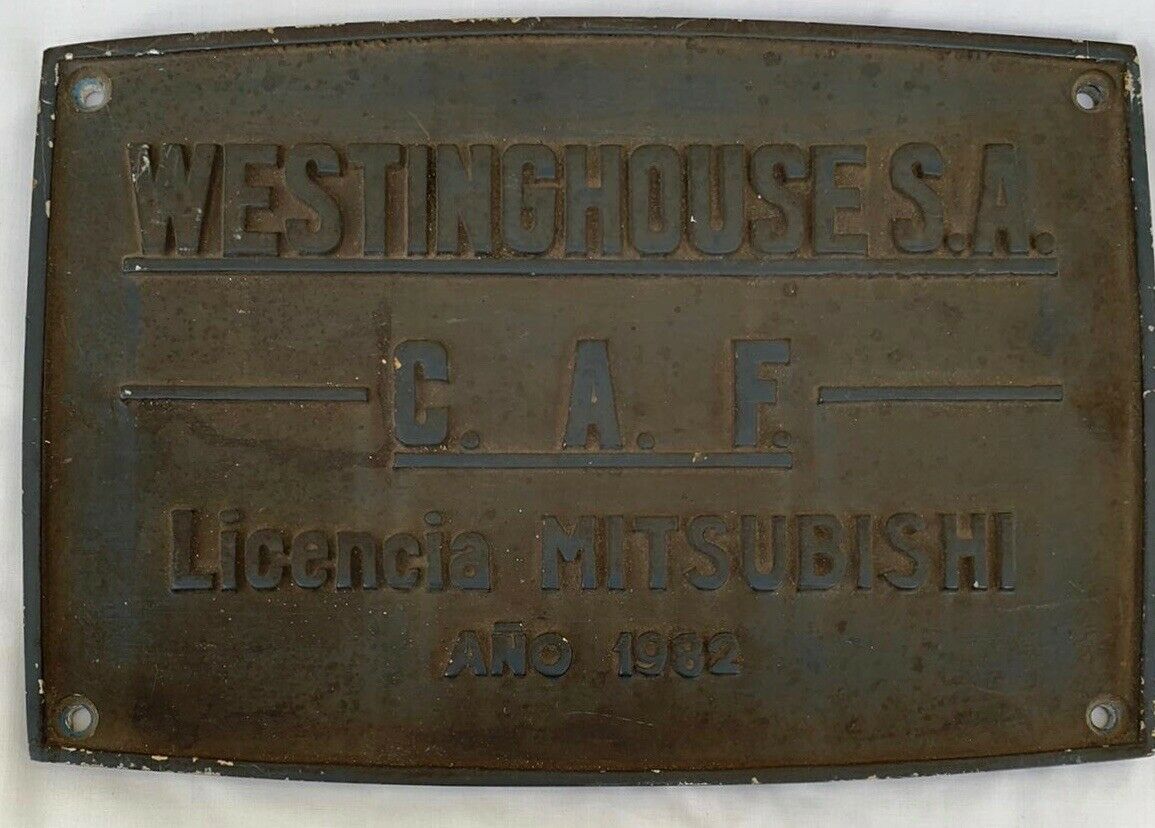 WESTINGHOUSE S.A.
C. A. F.
Licencia MITSUBISHI
AÑO 1982